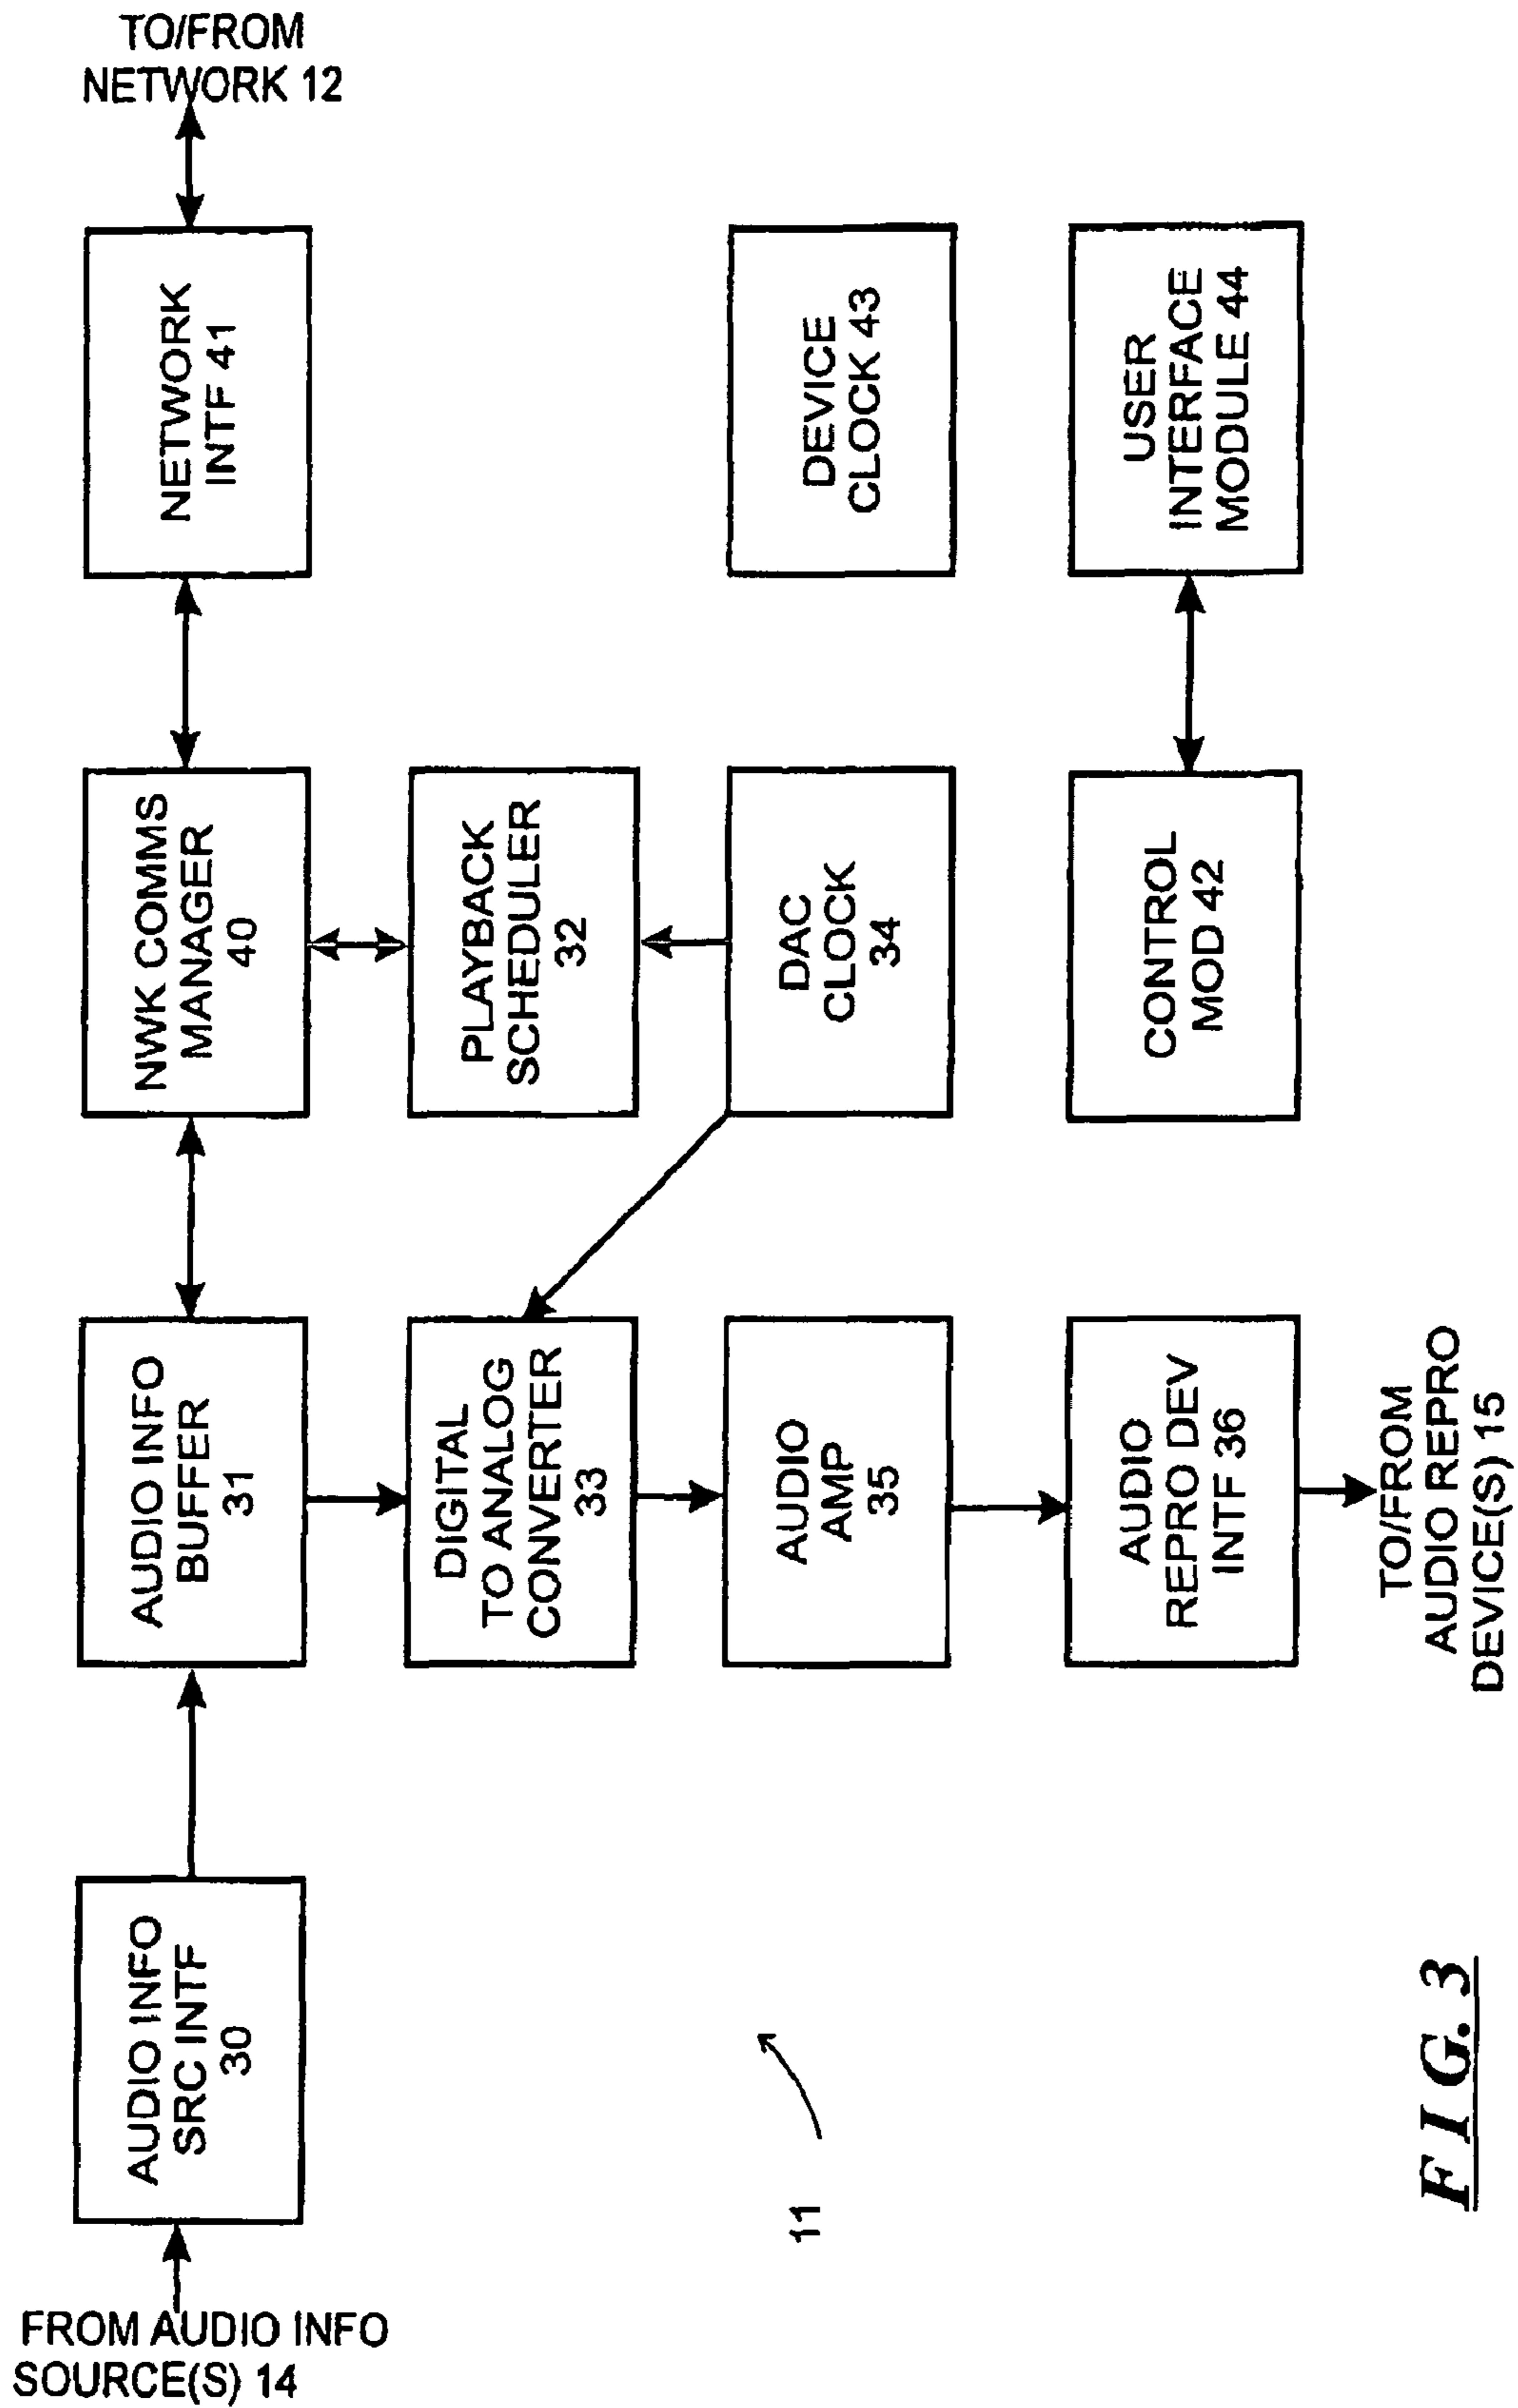 FROM AUDIO INFO
SOURCE(S) 14
AUDIO INFO
SRC INTF
30
AUDIO INFO
BUFFER
31
NWK COMMS
MANAGER
40
NETWORK
INTF 41
TO/FROM
NETWORK 12
DIGITAL
TO ANALOG
CONVERTER
33
PLAYBACK
SCHEDULER
32
AUDIO
AMP
35
DAC
CLOCK
34
DEVICE
CLOCK 43
11
AUDIO
REPRO DEV
INTF 36
CONTROL
MOD 42
USER
INTERFACE
MODULE 44
TO/FROM
AUDIO REPRO
DEVICE(S) 15
FIG. 3